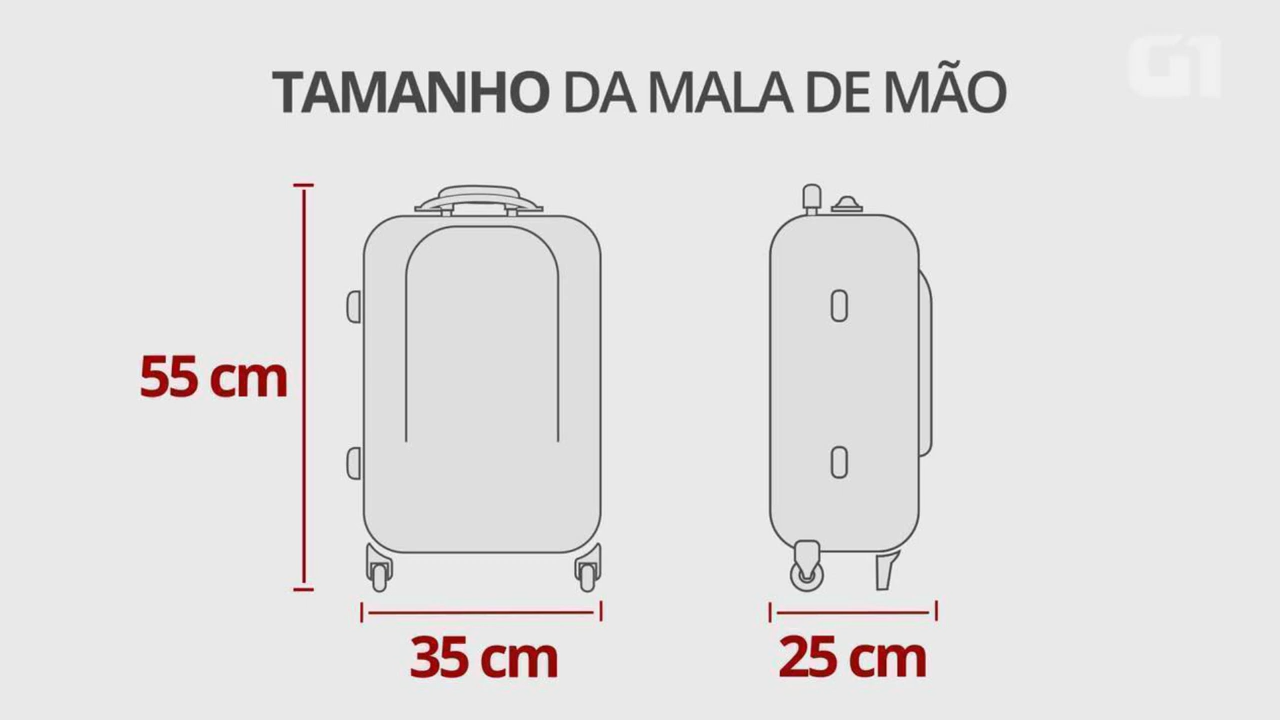 G1
TAMANHO DA MALA DE MÃO
55 cm
35 cm
25 cm